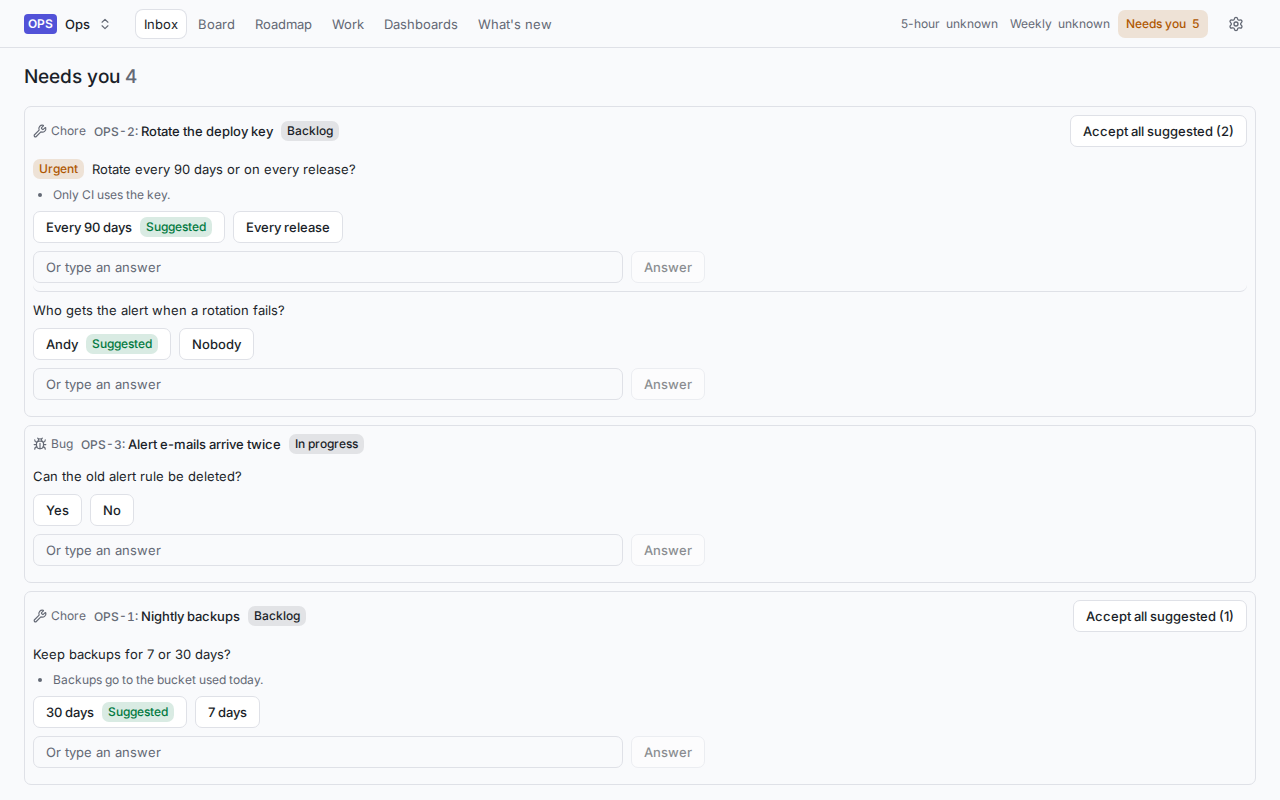 OPS Ops Inbox Board Roadmap Work Dashboards What's new 5-hour unknown Weekly unknown Needs you 5
Needs you 4
Chore OPS-2: Rotate the deploy key Backlog Accept all suggested (2)
Urgent Rotate every 90 days or on every release?
• Only CI uses the key.
Every 90 days Suggested Every release
Or type an answer Answer
Who gets the alert when a rotation fails?
Andy Suggested Nobody
Or type an answer Answer
Bug OPS-3: Alert e-mails arrive twice In progress
Can the old alert rule be deleted?
Yes No
Or type an answer Answer
Chore OPS-1: Nightly backups Backlog Accept all suggested (1)
Keep backups for 7 or 30 days?
• Backups go to the bucket used today.
30 days Suggested 7 days
Or type an answer Answer